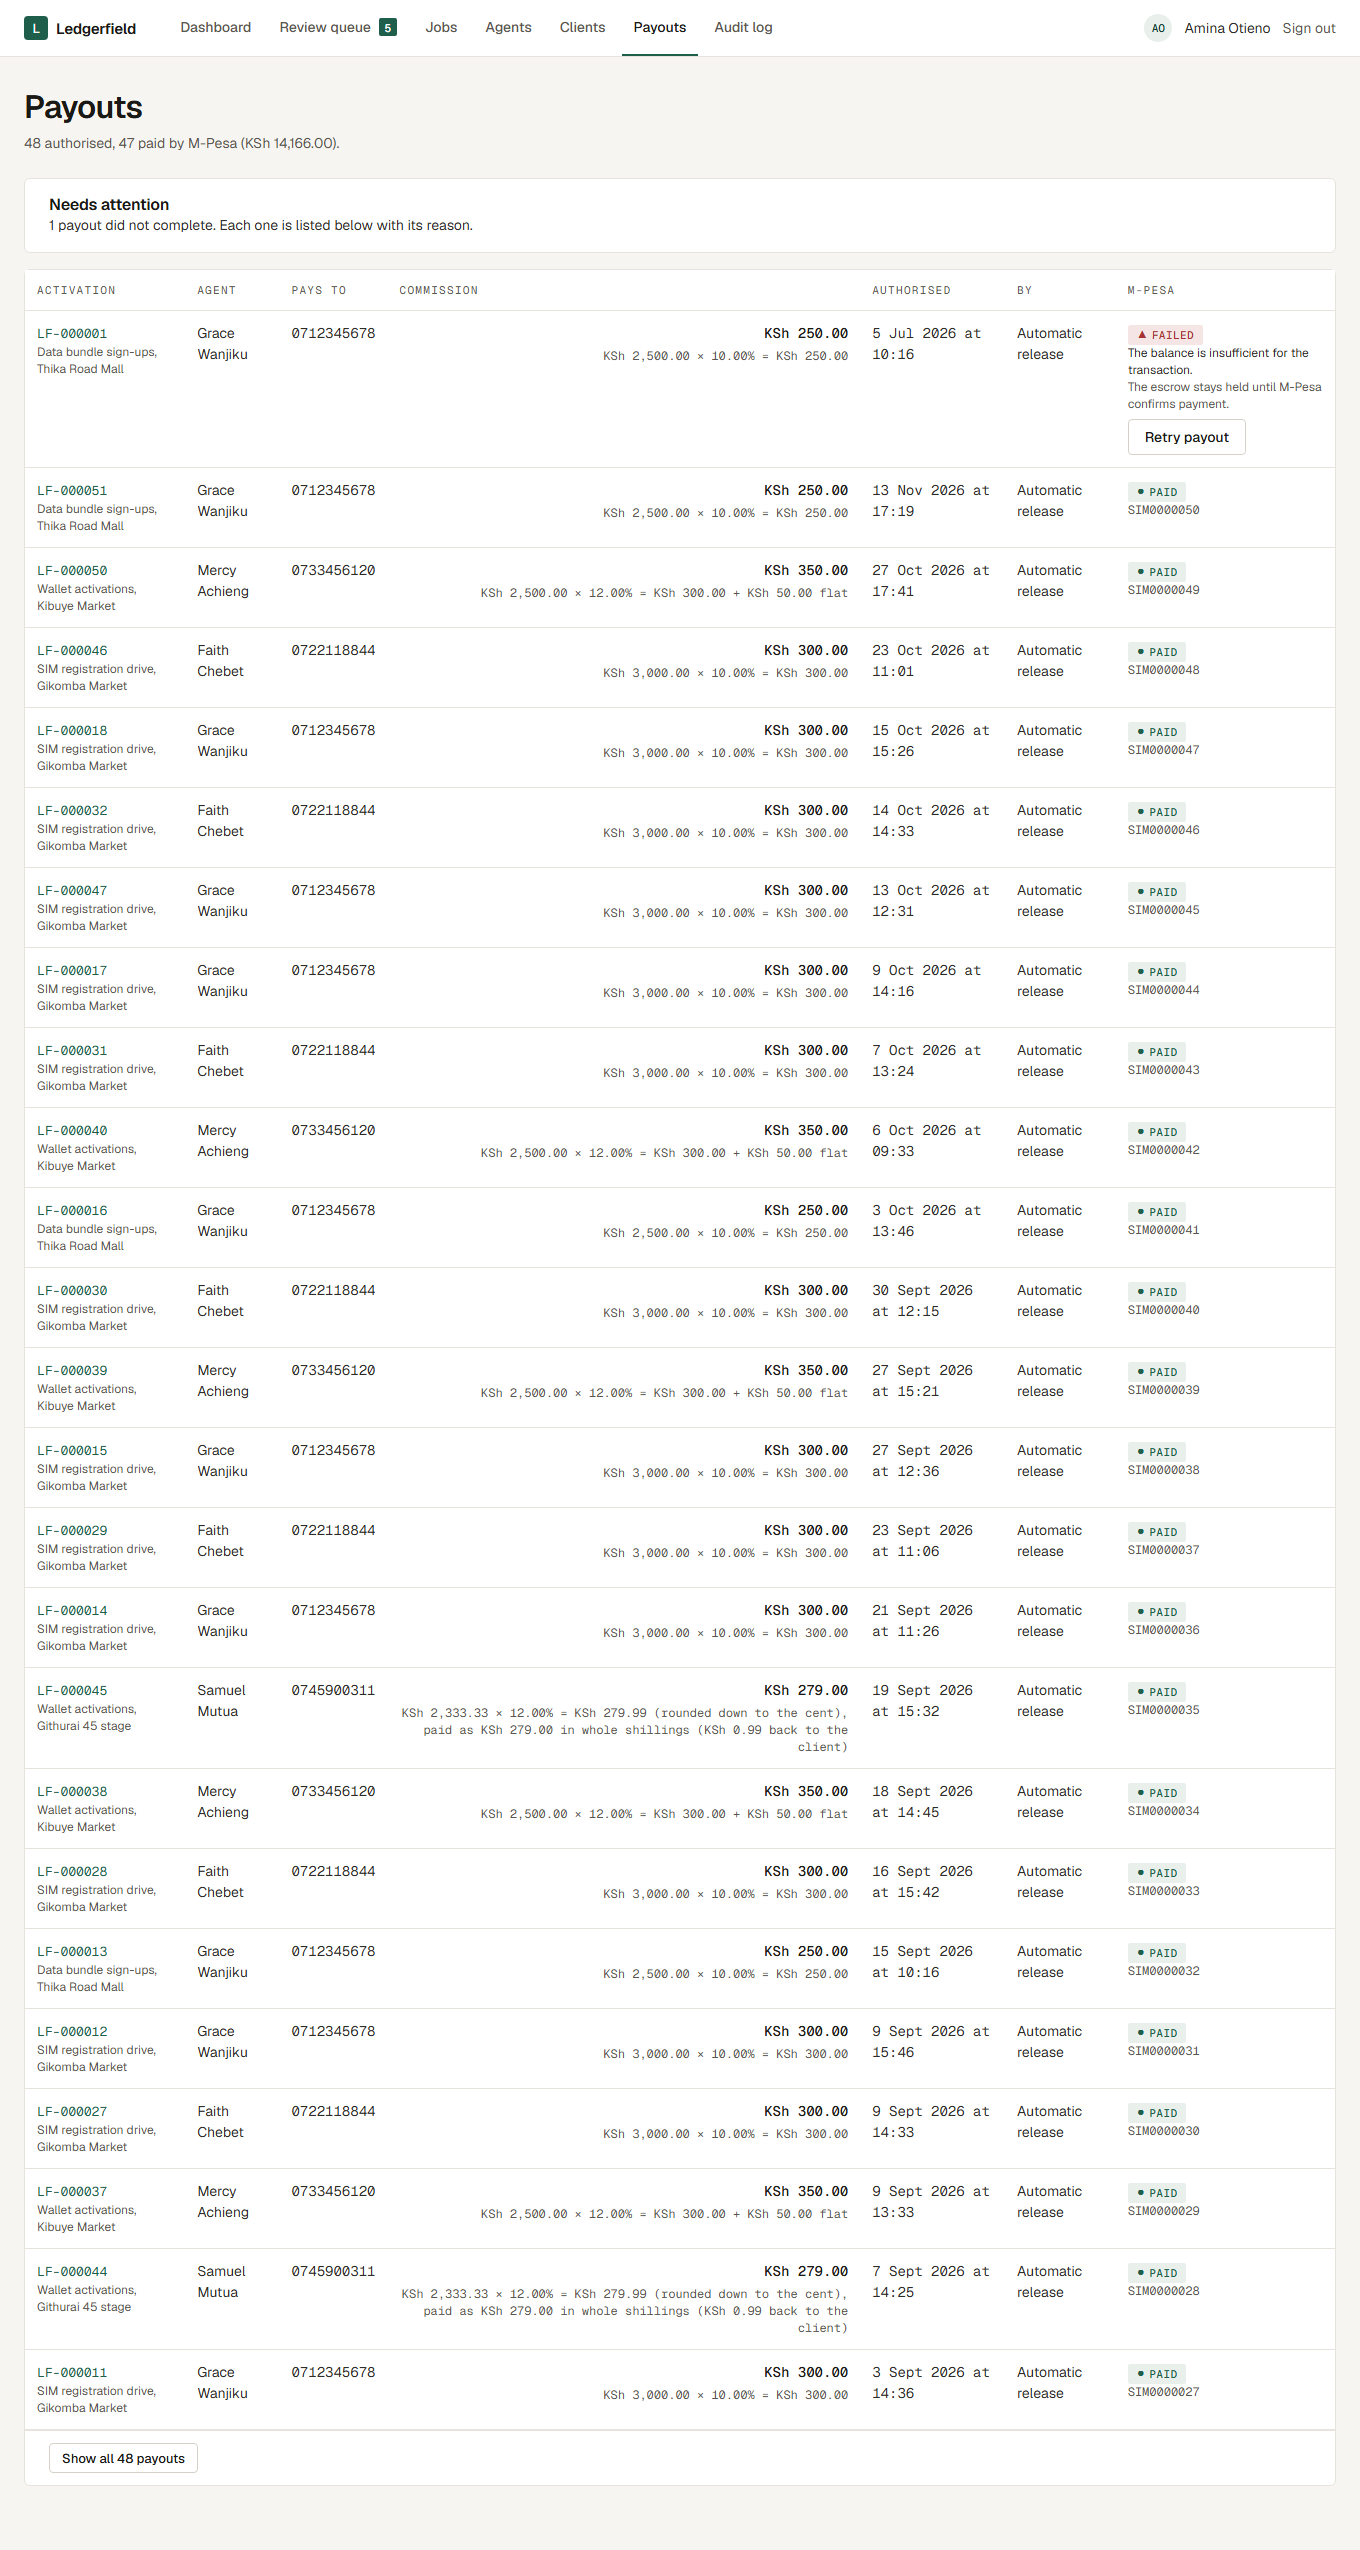 L Ledgerfield Dashboard Review queue 5 Jobs Agents Clients Payouts Audit log AO Amina Otieno Sign out
Payouts
48 authorised, 47 paid by M-Pesa (KSh 14,166.00).
Needs attention
1 payout did not complete. Each one is listed below with its reason.
ACTIVATION AGENT PAYS TO COMMISSION AUTHORISED BY M-PESA
LF-000001 Grace 0712345678 KSh 250.00 5 Jul 2026 at Automatic ▲ FAILED
Data bundle sign-ups, Wanjiku KSh 2,500.00 × 10.00% = KSh 250.00 10:16 release The balance is insufficient for the
Thika Road Mall transaction.
The escrow stays held until M-Pesa
confirms payment.
Retry payout
LF-000051 Grace 0712345678 KSh 250.00 13 Nov 2026 at Automatic • PAID
Data bundle sign-ups, Wanjiku KSh 2,500.00 × 10.00% = KSh 250.00 17:19 release SIM0000050
Thika Road Mall
LF-000050 Mercy 0733456120 KSh 350.00 27 Oct 2026 at Automatic • PAID
Wallet activations, Achieng KSh 2,500.00 × 12.00% = KSh 300.00 + KSh 50.00 flat 17:41 release SIM0000049
Kibuye Market
LF-000046 Faith 0722118844 KSh 300.00 23 Oct 2026 at Automatic • PAID
SIM registration drive, Chebet KSh 3,000.00 × 10.00% = KSh 300.00 11:01 release SIM0000048
Gikomba Market
LF-000018 Grace 0712345678 KSh 300.00 15 Oct 2026 at Automatic • PAID
SIM registration drive, Wanjiku KSh 3,000.00 × 10.00% = KSh 300.00 15:26 release SIM0000047
Gikomba Market
LF-000032 Faith 0722118844 KSh 300.00 14 Oct 2026 at Automatic • PAID
SIM registration drive, Chebet KSh 3,000.00 × 10.00% = KSh 300.00 14:33 release SIM0000046
Gikomba Market
LF-000047 Grace 0712345678 KSh 300.00 13 Oct 2026 at Automatic • PAID
SIM registration drive, Wanjiku KSh 3,000.00 × 10.00% = KSh 300.00 12:31 release SIM0000045
Gikomba Market
LF-000017 Grace 0712345678 KSh 300.00 9 Oct 2026 at Automatic • PAID
SIM registration drive, Wanjiku KSh 3,000.00 × 10.00% = KSh 300.00 14:16 release SIM0000044
Gikomba Market
LF-000031 Faith 0722118844 KSh 300.00 7 Oct 2026 at Automatic • PAID
SIM registration drive, Chebet KSh 3,000.00 × 10.00% = KSh 300.00 13:24 release SIM0000043
Gikomba Market
LF-000040 Mercy 0733456120 KSh 350.00 6 Oct 2026 at Automatic • PAID
Wallet activations, Achieng KSh 2,500.00 × 12.00% = KSh 300.00 + KSh 50.00 flat 09:33 release SIM0000042
Kibuye Market
LF-000016 Grace 0712345678 KSh 250.00 3 Oct 2026 at Automatic • PAID
Data bundle sign-ups, Wanjiku KSh 2,500.00 × 10.00% = KSh 250.00 13:46 release SIM0000041
Thika Road Mall
LF-000030 Faith 0722118844 KSh 300.00 30 Sept 2026 Automatic • PAID
SIM registration drive, Chebet KSh 3,000.00 × 10.00% = KSh 300.00 at 12:15 release SIM0000040
Gikomba Market
LF-000039 Mercy 0733456120 KSh 350.00 27 Sept 2026 Automatic • PAID
Wallet activations, Achieng KSh 2,500.00 × 12.00% = KSh 300.00 + KSh 50.00 flat at 15:21 release SIM0000039
Kibuye Market
LF-000015 Grace 0712345678 KSh 300.00 27 Sept 2026 Automatic • PAID
SIM registration drive, Wanjiku KSh 3,000.00 × 10.00% = KSh 300.00 at 12:36 release SIM0000038
Gikomba Market
LF-000029 Faith 0722118844 KSh 300.00 23 Sept 2026 Automatic • PAID
SIM registration drive, Chebet KSh 3,000.00 × 10.00% = KSh 300.00 at 11:06 release SIM0000037
Gikomba Market
LF-000014 Grace 0712345678 KSh 300.00 21 Sept 2026 Automatic • PAID
SIM registration drive, Wanjiku KSh 3,000.00 × 10.00% = KSh 300.00 at 11:26 release SIM0000036
Gikomba Market
LF-000045 Samuel 0745900311 KSh 279.00 19 Sept 2026 Automatic • PAID
Wallet activations, Mutua KSh 2,333.33 × 12.00% = KSh 279.99 (rounded down to the cent), at 15:32 release SIM0000035
Githurai 45 stage paid as KSh 279.00 in whole shillings (KSh 0.99 back to the
client)
LF-000038 Mercy 0733456120 KSh 350.00 18 Sept 2026 Automatic • PAID
Wallet activations, Achieng KSh 2,500.00 × 12.00% = KSh 300.00 + KSh 50.00 flat at 14:45 release SIM0000034
Kibuye Market
LF-000028 Faith 0722118844 KSh 300.00 16 Sept 2026 Automatic • PAID
SIM registration drive, Chebet KSh 3,000.00 × 10.00% = KSh 300.00 at 15:42 release SIM0000033
Gikomba Market
LF-000013 Grace 0712345678 KSh 250.00 15 Sept 2026 Automatic • PAID
Data bundle sign-ups, Wanjiku KSh 2,500.00 × 10.00% = KSh 250.00 at 10:16 release SIM0000032
Thika Road Mall
LF-000012 Grace 0712345678 KSh 300.00 9 Sept 2026 at Automatic • PAID
SIM registration drive, Wanjiku KSh 3,000.00 × 10.00% = KSh 300.00 15:46 release SIM0000031
Gikomba Market
LF-000027 Faith 0722118844 KSh 300.00 9 Sept 2026 at Automatic • PAID
SIM registration drive, Chebet KSh 3,000.00 × 10.00% = KSh 300.00 14:33 release SIM0000030
Gikomba Market
LF-000037 Mercy 0733456120 KSh 350.00 9 Sept 2026 at Automatic • PAID
Wallet activations, Achieng KSh 2,500.00 × 12.00% = KSh 300.00 + KSh 50.00 flat 13:33 release SIM0000029
Kibuye Market
LF-000044 Samuel 0745900311 KSh 279.00 7 Sept 2026 at Automatic • PAID
Wallet activations, Mutua KSh 2,333.33 × 12.00% = KSh 279.99 (rounded down to the cent), 14:25 release SIM0000028
Githurai 45 stage paid as KSh 279.00 in whole shillings (KSh 0.99 back to the
client)
LF-000011 Grace 0712345678 KSh 300.00 3 Sept 2026 at Automatic • PAID
SIM registration drive, Wanjiku KSh 3,000.00 × 10.00% = KSh 300.00 14:36 release SIM0000027
Gikomba Market
Show all 48 payouts